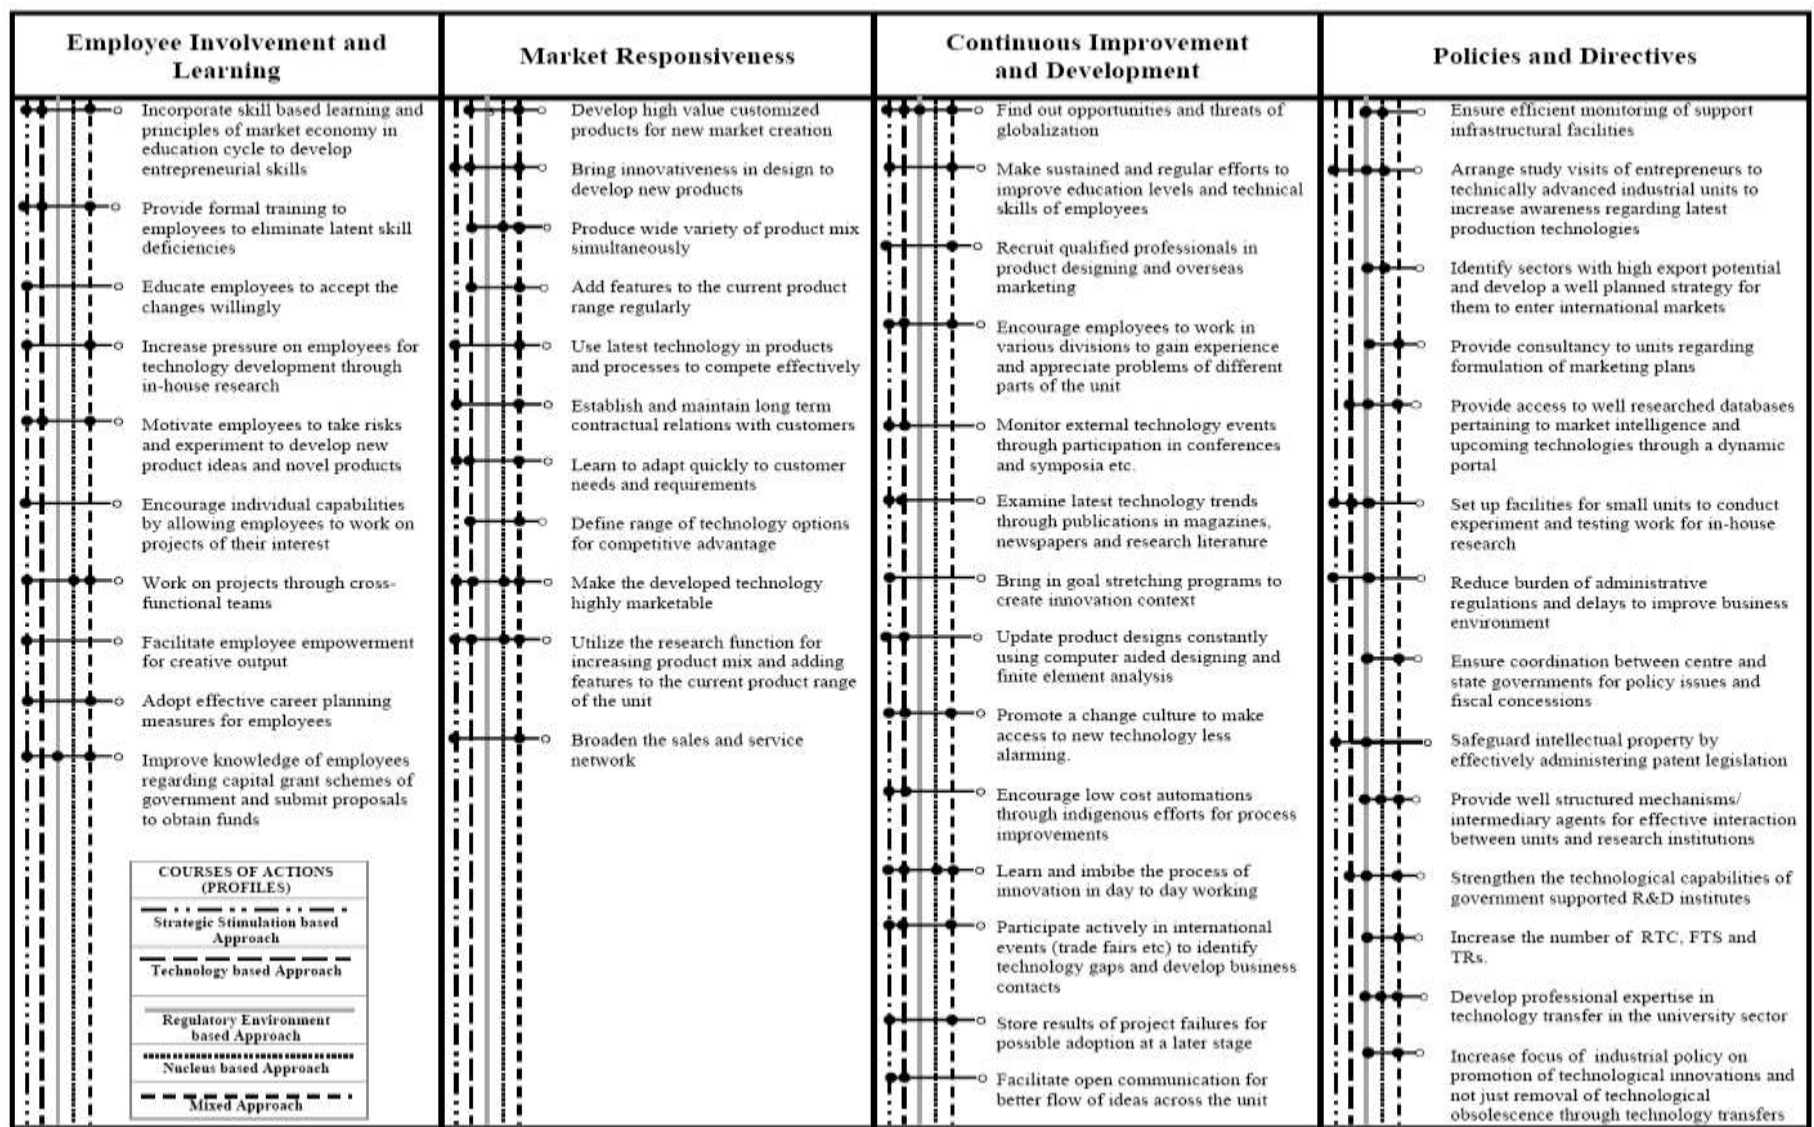 Employee Involvement and
Learning
Incorporate skill based learning and
principles of market economy in
education cycle to develop
entrepreneurial skills
Provide formal training to
employees to eliminate latent skill
deficiencies
Educate employees to accept the
changes willingly
Increase pressure on employees for
technology development through
in-house research
Motivate employees to take risks
and experiment to develop new
product ideas and novel products
Encourage individual capabilities
by allowing employees to work on
projects of their interest
Work on projects through cross-
functional teams
Facilitate employee empowerment
for creative output
Adopt effective career planning
measures for employees
Improve knowledge of employees
regarding capital grant schemes of
government and submit proposals
to obtain funds
COURSES OF ACTIONS
(PROFILES)
Strategic Stimulation based
Approach
Technology based Approach
Regulatory Environment
based Approach
Nucleus based Approach
Mixed Approach
Market Responsiveness
Develop high value customized
products for new market creation
Bring innovativeness in design to
develop new products
Produce wide variety of product mix
simultaneously
Add features to the current product
range regularly
Use latest technology in products
and processes to compete effectively
Establish and maintain long term
contractual relations with customers
Learn to adapt quickly to customer
needs and requirements
Define range of technology options
for competitive advantage
Make the developed technology
highly marketable
Utilize the research function for
increasing product mix and adding
features to the current product range
of the unit
Broaden the sales and service
network
Continuous Improvement
and Development
Find out opportunities and threats of
globalization
Make sustained and regular efforts to
improve education levels and technical
skills of employees
Recruit qualified professionals in
product designing and overseas
marketing
Encourage employees to work in
various divisions to gain experience
and appreciate problems of different
parts of the unit
Monitor external technology events
through participation in conferences
and symposia etc.
Examine latest technology trends
through publications in magazines,
newspapers and research literature
Bring in goal stretching programs to
create innovation context
Update product designs constantly
using computer aided designing and
finite element analysis
Promote a change culture to make
access to new technology less
alarming.
Encourage low cost automations
through indigenous efforts for process
improvements
Learn and imbibe the process of
innovation in day to day working
Participate actively in international
events (trade fairs etc) to identify
technology gaps and develop business
contacts
Store results of project failures for
possible adoption at a later stage
Facilitate open communication for
better flow of ideas across the unit
Policies and Directives
Ensure efficient monitoring of support
infrastructural facilities
Arrange study visits of entrepreneurs to
technically advanced industrial units to
increase awareness regarding latest
production technologies
Identify sectors with high export potential
and develop a well planned strategy for
them to enter international markets
Provide consultancy to units regarding
formulation of marketing plans
Provide access to well researched databases
pertaining to market intelligence and
upcoming technologies through a dynamic
portal
Set up facilities for small units to conduct
experiment and testing work for in-house
research
Reduce burden of administrative
regulations and delays to improve business
environment
Ensure coordination between centre and
state governments for policy issues and
fiscal concessions
Safeguard intellectual property by
effectively administering patent legislation
Provide well structured mechanisms/
intermediary agents for effective interaction
between units and research institutions
Strengthen the technological capabilities of
government supported R&D institutes
Increase the number of RTC, FTS and
TRs.
Develop professional expertise in
technology transfer in the university sector
Increase focus of industrial policy on
promotion of technological innovations and
not just removal of technological
obsolescence through technology transfers